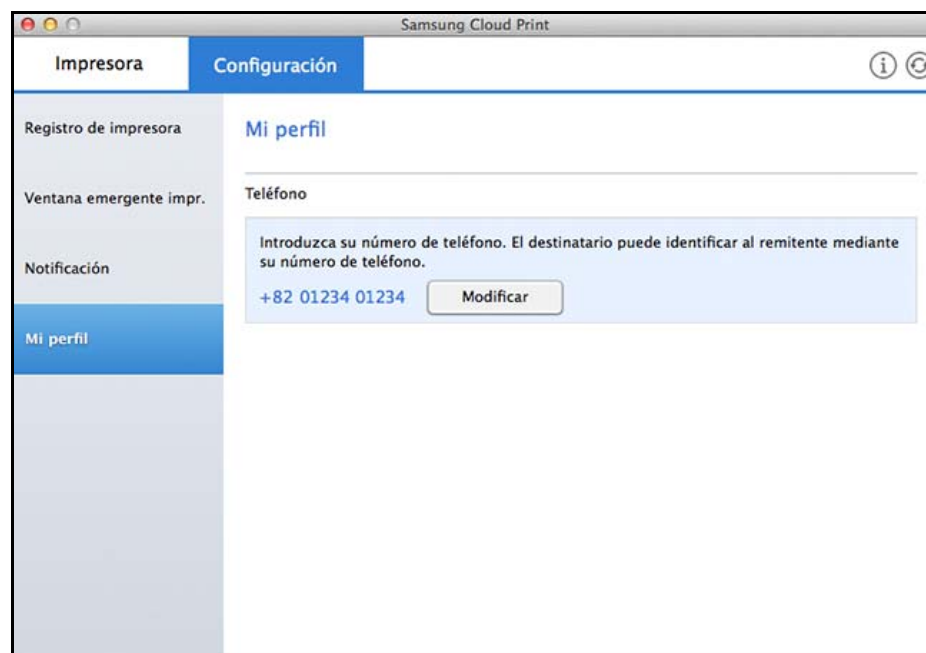 Samsung Cloud Print
Impresora
Configuración
Registro de impresora
Ventana emergente impr.
Notificación
Mi perfil
Mi perfil
Teléfono
Introduzca su número de teléfono. El destinatario puede identificar al remitente mediante
su número de teléfono.
+82 01234 01234
Modificar